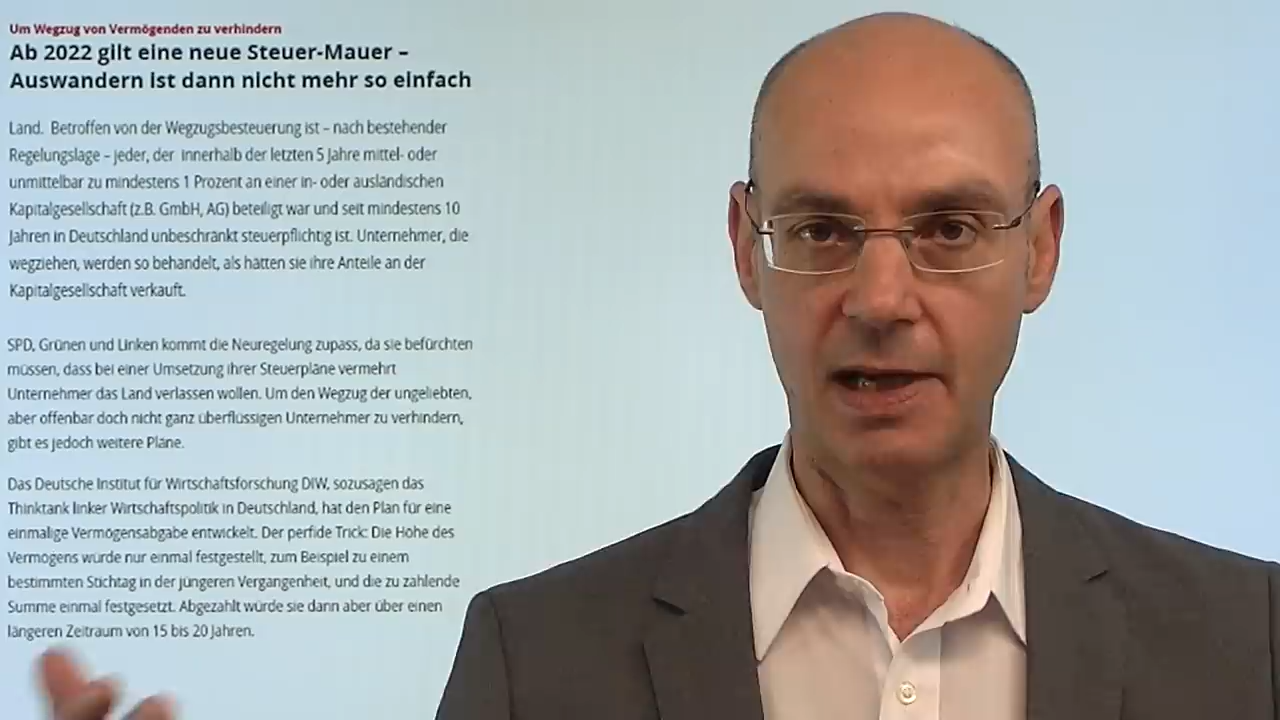 Um Wegzug von Vermögenden zu verhindern
Ab 2022 gilt eine neue Steuer-Mauer –
Auswandern ist dann nicht mehr so einfach
Land. Betroffen von der Wegzugsbesteuerung ist – nach bestehender
Regelungslage – jeder, der innerhalb der letzten 5 Jahre mittel- oder
unmittelbar zu mindestens 1 Prozent an einer in- oder ausländischen
Kapitalgesellschaft (z.B. GmbH, AG) beteiligt war und seit mindestens 10
Jahren in Deutschland unbeschränkt steuerpflichtig ist. Unternehmer, die
wegziehen, werden so behandelt, als hätten sie ihre Anteile an der
Kapitalgesellschaft verkauft.
SPD, Grünen und Linken kommt die Neuregelung zupass, da sie befürchten
müssen, dass bei einer Umsetzung ihrer Steuerpläne vermehrt
Unternehmer das Land verlassen wollen. Um den Wegzug der ungeliebten,
aber offenbar doch nicht ganz überflüssigen Unternehmer zu verhindern,
gibt es jedoch weitere Pläne.
Das Deutsche Institut für Wirtschaftsforschung DIW, sozusagen das
Thinktank linker Wirtschaftspolitik in Deutschland, hat den Plan für eine
einmalige Vermögensabgabe entwickelt. Der perfide Trick: Die Höhe des
Vermögens würde nur einmal festgestellt, zum Beispiel zu einem
bestimmten Stichtag in der jüngeren Vergangenheit, und die zu zahlende
Summe einmal festgesetzt. Abgezahlt würde sie dann aber über einen
längeren Zeitraum von 15 bis 20 Jahren.